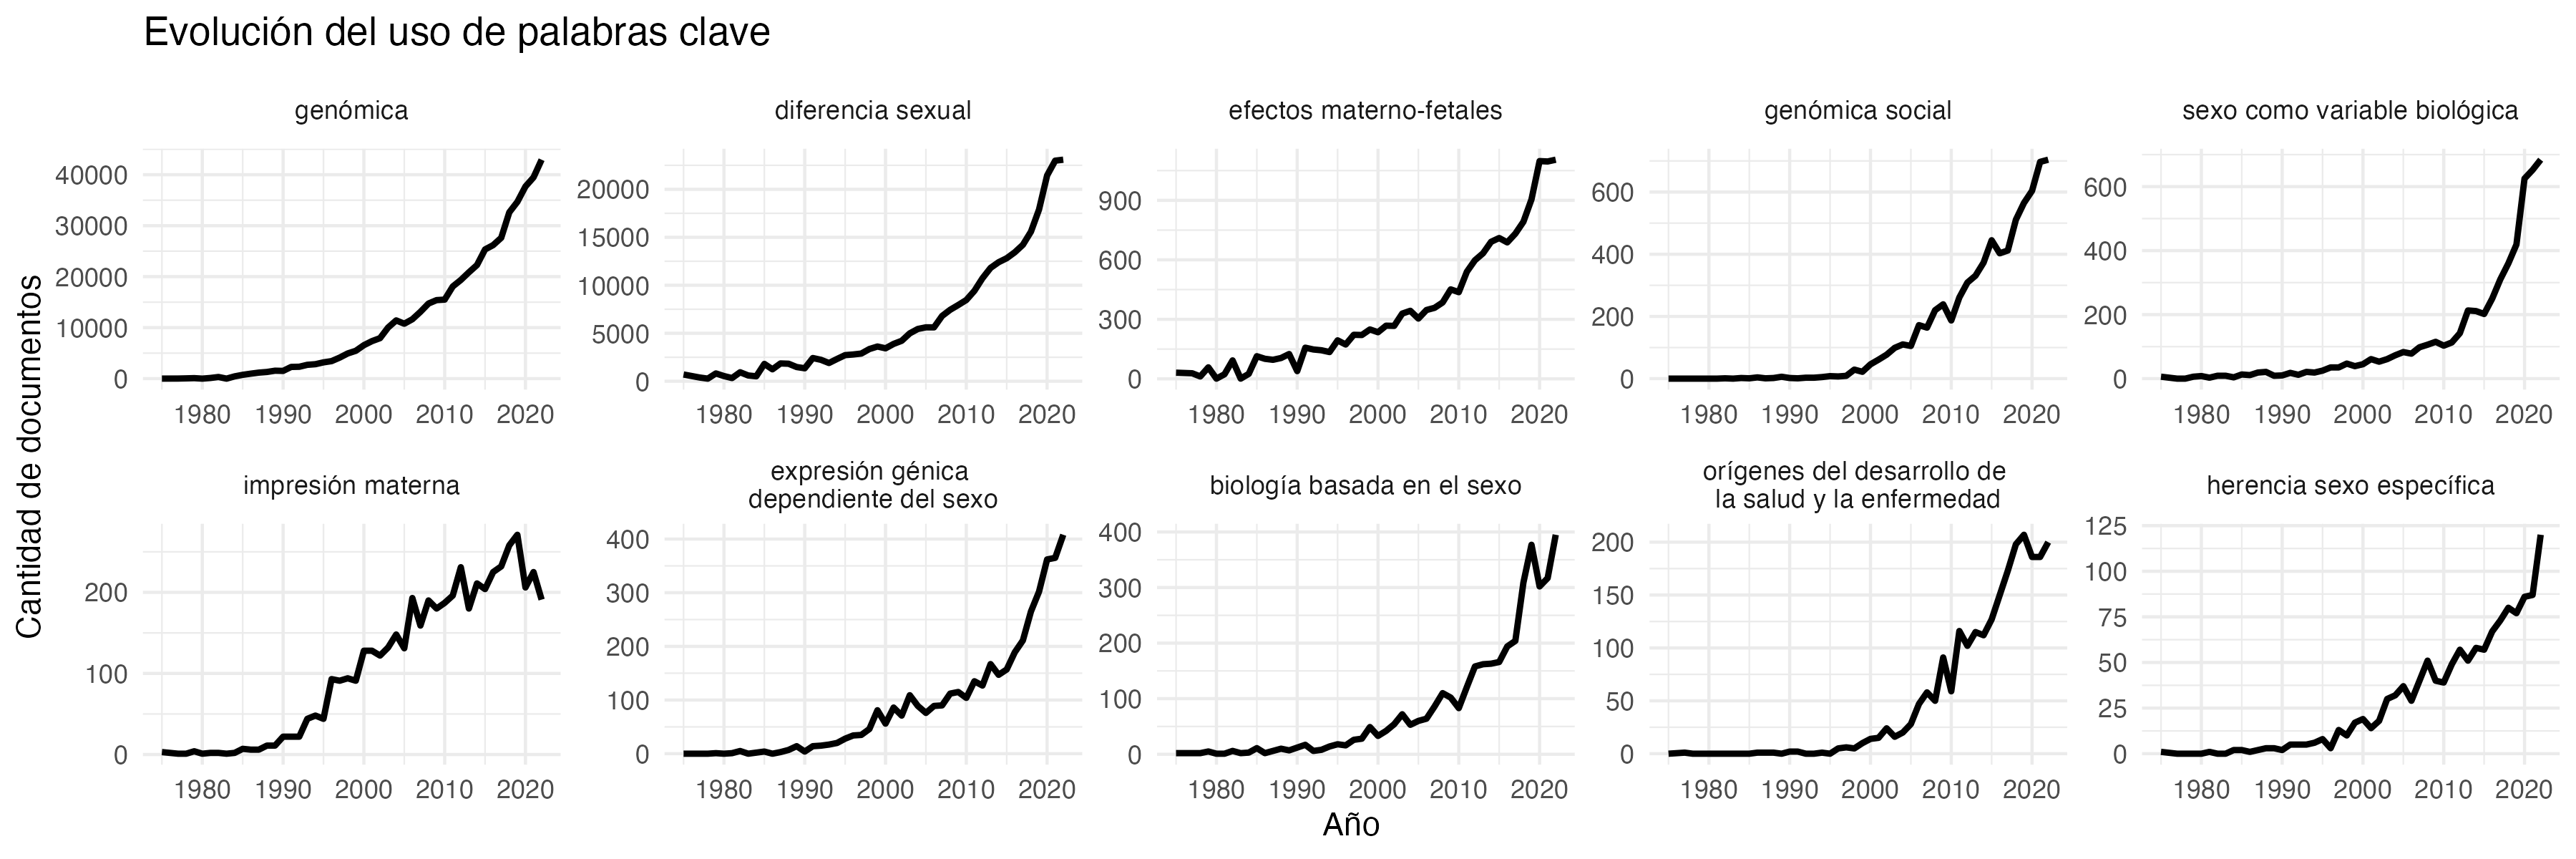 Evolución del uso de palabras clave
genómica
diferencia sexual
efectos materno-fetales
genómica social
sexo como variable biológica
40000
30000
20000
10000
0
1980 1990 2000 2010 2020
20000
15000
10000
5000
0
1980 1990 2000 2010 2020
900
600
300
0
1980 1990 2000 2010 2020
600
400
200
0
1980 1990 2000 2010 2020
600
400
200
0
1980 1990 2000 2010 2020
Cantidad de documentos
impresión materna
expresión génica
dependiente del sexo
biología basada en el sexo
orígenes del desarrollo de
la salud y la enfermedad
herencia sexo específica
200
100
0
1980 1990 2000 2010 2020
400
300
200
100
0
1980 1990 2000 2010 2020
400
300
200
100
0
1980 1990 2000 2010 2020
200
150
100
50
0
1980 1990 2000 2010 2020
125
100
75
50
25
0
1980 1990 2000 2010 2020
Año